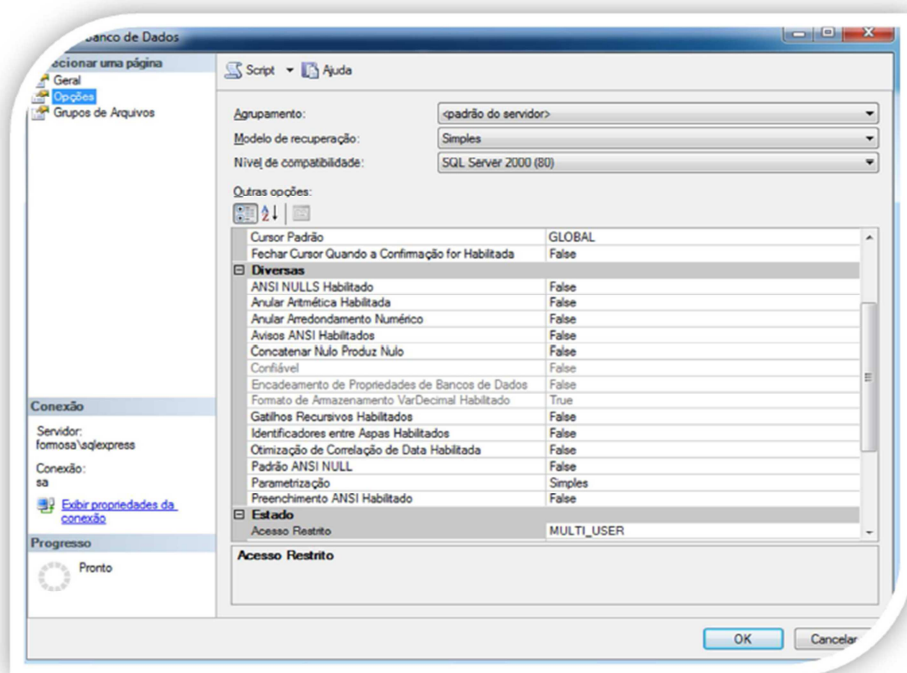 Banco de Dados
Selecionar uma página
Geral
Opções
Grupos de Arquivos
Script
Ajuda
Agrupamento: <padrão do servidor>
Modelo de recuperação: Simples
Nível de compatibilidade: SQL Server 2000 (80)
Outras opções:
Cursor Padrão GLOBAL
Fechar Cursor Quando a Confirmação for Habilitada False
Diversas
ANSI NULLS Habilitado False
Anular Aritmética Habilitada False
Anular Arredondamento Numérico False
Avisos ANSI Habilitados False
Concatenar Nulo Produz Nulo False
Confiável False
Encadeamento de Propriedades de Bancos de Dados False
Formato de Armazenamento VarDecimal Habilitado True
Gatilhos Recursivos Habilitados False
Identificadores entre Aspas Habilitados False
Otimização de Correlação de Data Habilitada False
Padrão ANSI NULL False
Parametrização Simples
Preenchimento ANSI Habilitado False
Estado
Acesso Restrito MULTI_USER
Acesso Restrito
Conexão
Servidor:
formosa\sqlexpress
Conexão:
sa
Exibir propriedades da
conexão
Progresso
Pronto
OK
Cancelar